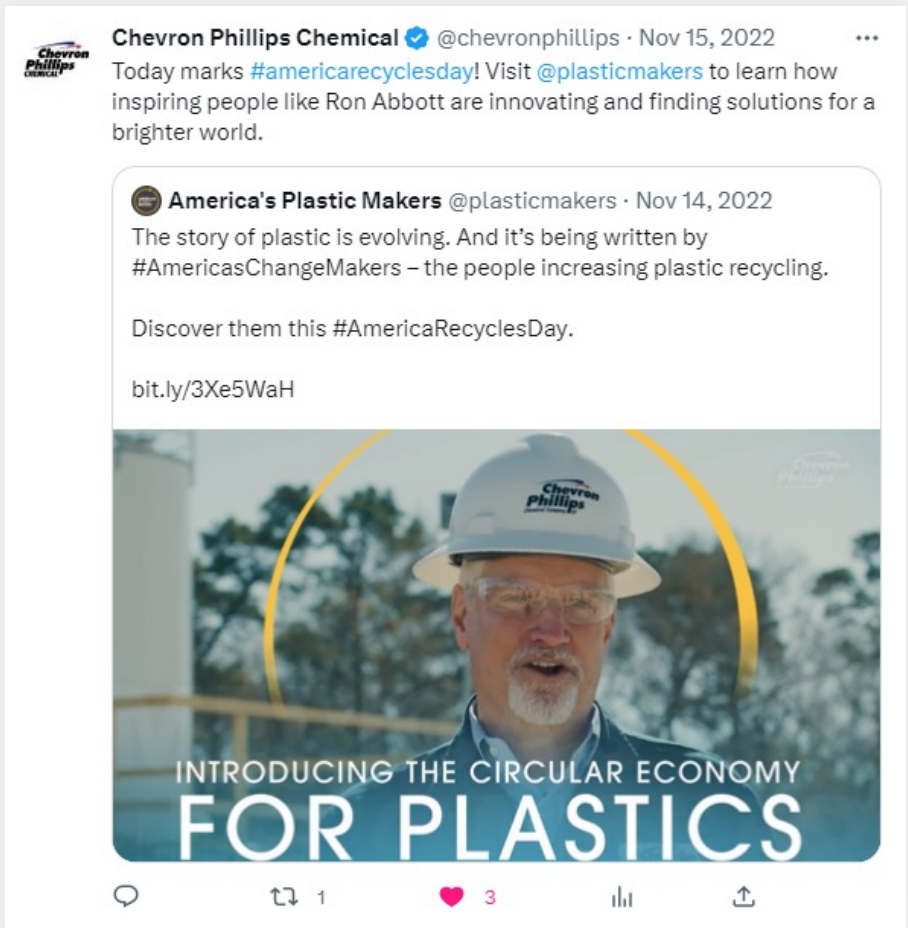 Chevron Phillips Chemical @chevronphillips · Nov 15, 2022
Chevron
Phillips
CHEMICAL
Today marks #americarecyclesday! Visit @plasticmakers to learn how
inspiring people like Ron Abbott are innovating and finding solutions for a
brighter world.
America's Plastic Makers @plasticmakers · Nov 14, 2022
The story of plastic is evolving. And it’s being written by
#AmericasChangeMakers – the people increasing plastic recycling.
Discover them this #AmericaRecyclesDay.
bit.ly/3Xe5WaH
Chevron
Phillips
Chevron
Phillips
Chemical Company LP
INTRODUCING THE CIRCULAR ECONOMY
FOR PLASTICS
1 3